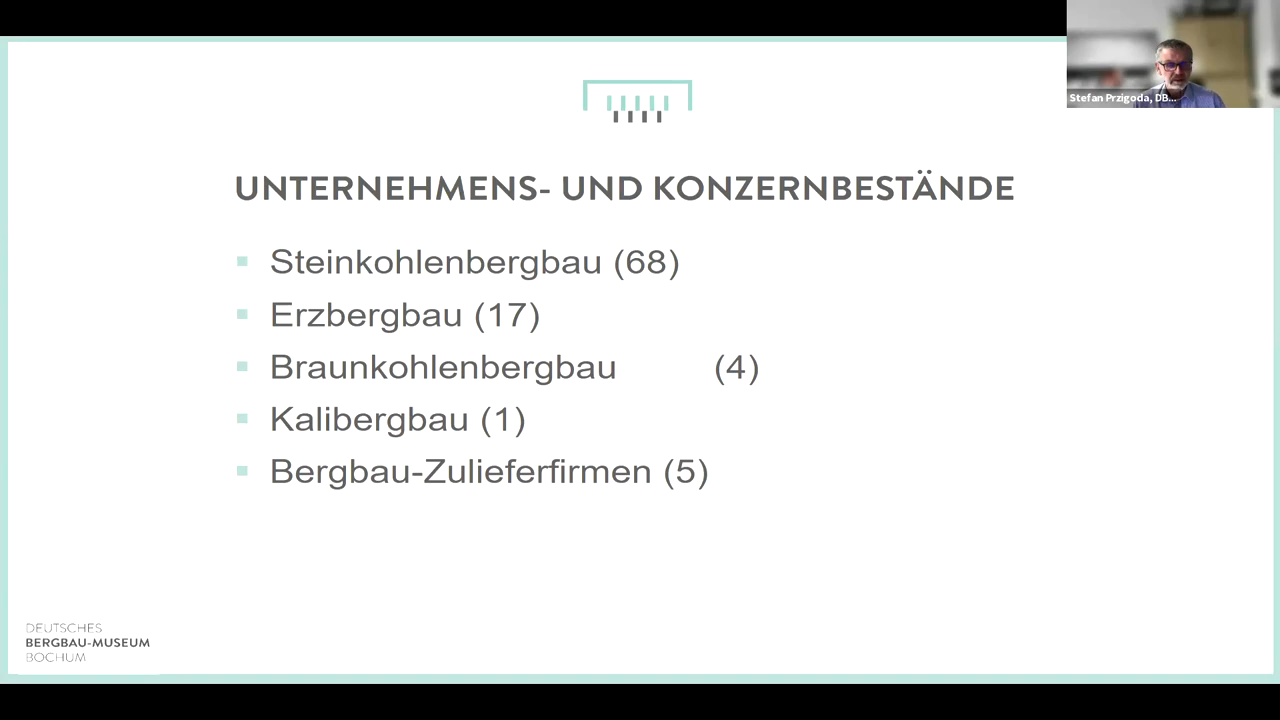 Stefan Przigoda, DB...
UNTERNEHMENS- UND KONZERNBESTÄNDE
Steinkohlenbergbau (68)
Erzbergbau (17)
Braunkohlenbergbau (4)
Kalibergbau (1)
Bergbau-Zulieferfirmen (5)
DEUTSCHES
BERGBAU-MUSEUM
BOCHUM